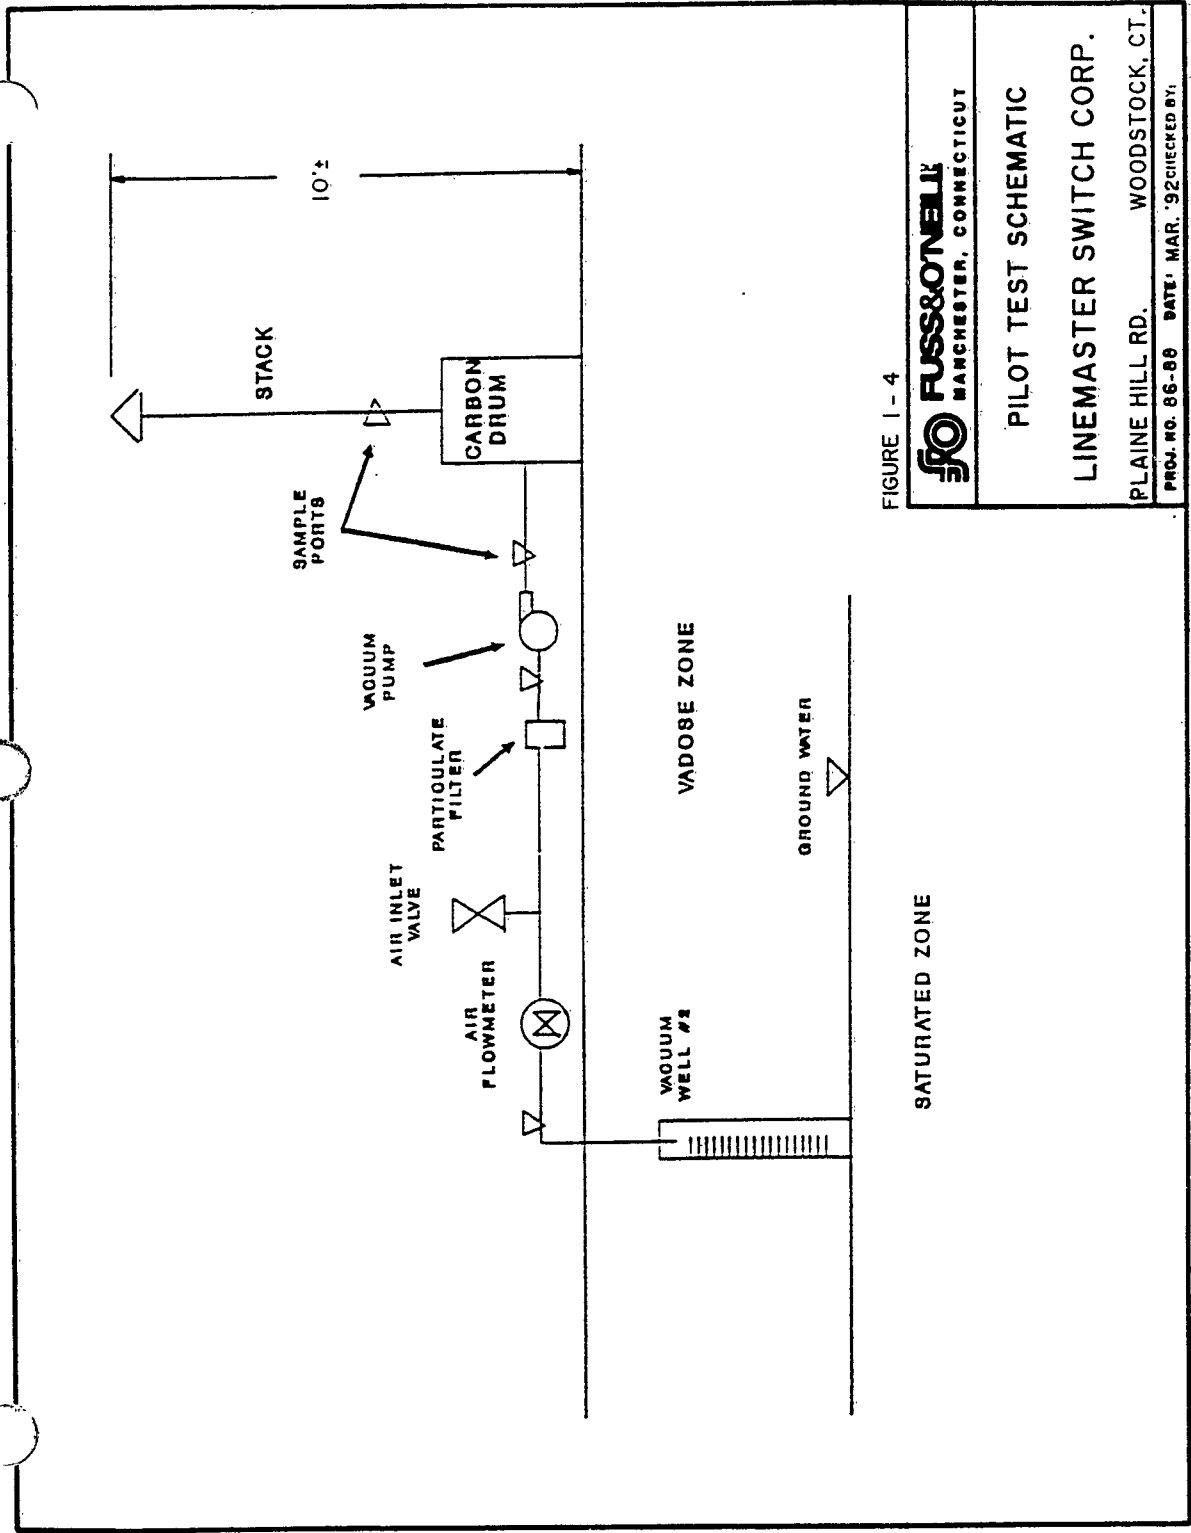 10'±
STACK
SAMPLE
PORTS
CARBON
DRUM
VACUUM
PUMP
PARTICULATE
FILTER
AIR INLET
VALVE
AIR
FLOWMETER
VACUUM
WELL #2
VADOSE ZONE
GROUND WATER
SATURATED ZONE
FIGURE 1-4
FUSS&O'NEILL
MANCHESTER, CONNECTICUT
PILOT TEST SCHEMATIC
LINEMASTER SWITCH CORP.
PLAINE HILL RD. WOODSTOCK, CT.
PROJ. NO. 86-88 DATE: MAR. '92 CHECKED BY: